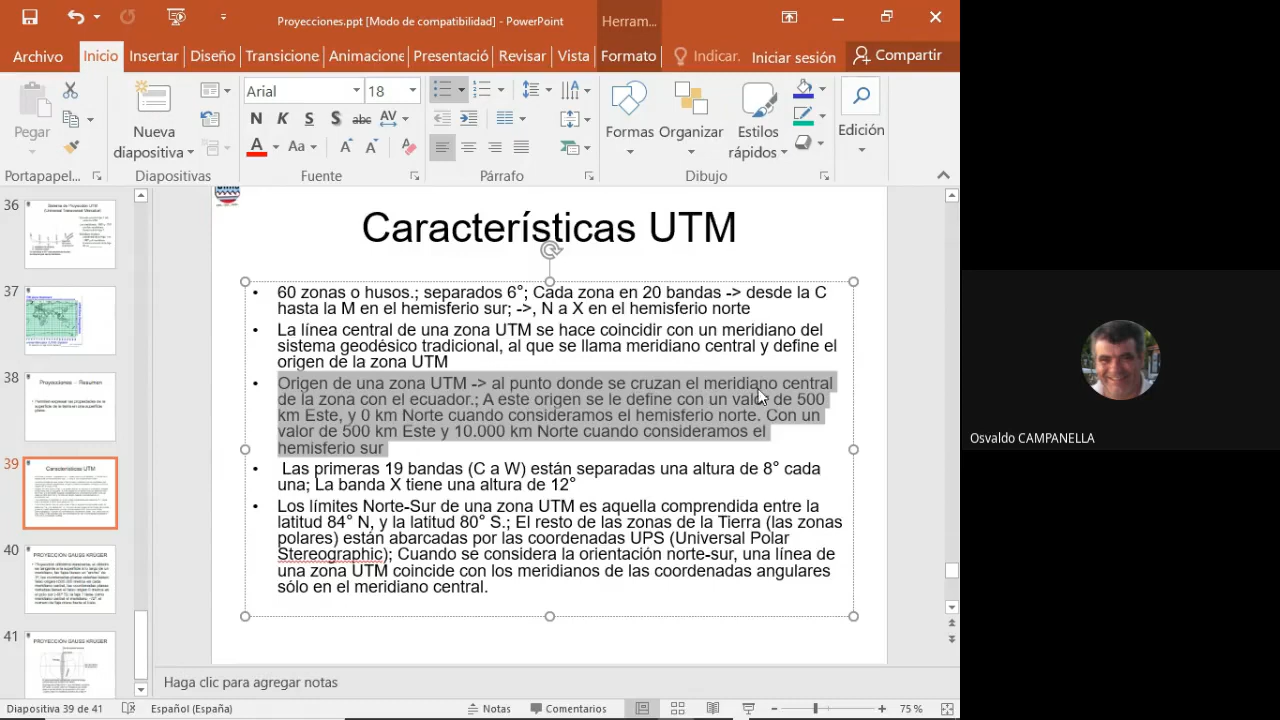 Proyecciones.ppt [Modo de compatibilidad] - PowerPoint
Herram...
Archivo
Inicio
Insertar
Diseño
Transicione
Animacione
Presentació
Revisar
Vista
Formato
Indicar.
Iniciar sesión
Compartir
Pegar
Nueva
diapositiva
Arial
18
N K S S abc AV
A Aa A A
Formas
Organizar
Estilos
rápidos
Edición
Portapapel...
Diapositivas
Fuente
Párrafo
Dibujo
36
37
38
Proyecciones - Resumen
39
Características UTM
40
PROYECCIÓN GAUSS KRÜGER
41
PROYECCIÓN GAUSS KRÜGER
Características UTM
• 60 zonas o husos.; separados 6°; Cada zona en 20 bandas -> desde la C
hasta la M en el hemisferio sur; ->, N a X en el hemisferio norte
• La línea central de una zona UTM se hace coincidir con un meridiano del
sistema geodésico tradicional, al que se llama meridiano central y define el
origen de la zona UTM
• Origen de una zona UTM -> al punto donde se cruzan el meridiano central
de la zona con el ecuador.; A este origen se le define con un valor de 500
km Este, y 0 km Norte cuando consideramos el hemisferio norte. Con un
valor de 500 km Este y 10.000 km Norte cuando consideramos el
hemisferio sur
• Las primeras 19 bandas (C a W) están separadas una altura de 8° cada
una; La banda X tiene una altura de 12°
• Los límites Norte-Sur de una zona UTM es aquella comprendida entre la
latitud 84° N, y la latitud 80° S.; El resto de las zonas de la Tierra (las zonas
polares) están abarcadas por las coordenadas UPS (Universal Polar
Stereographic); Cuando se considera la orientación norte-sur, una línea de
una zona UTM coincide con los meridianos de las coordenadas angulares
sólo en el meridiano central.
Osvaldo CAMPANELLA
Haga clic para agregar notas
Diapositiva 39 de 41
Español (España)
Notas
Comentarios
75 %